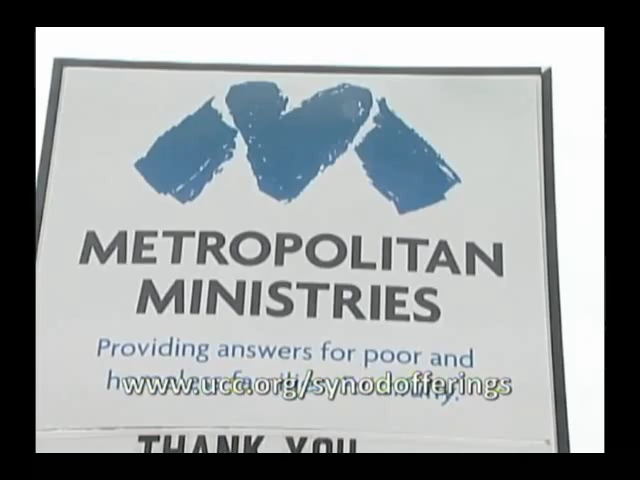 METROPOLITAN
MINISTRIES
Providing answers for poor and
www.ucc.org/synodofferings
THANK YOU